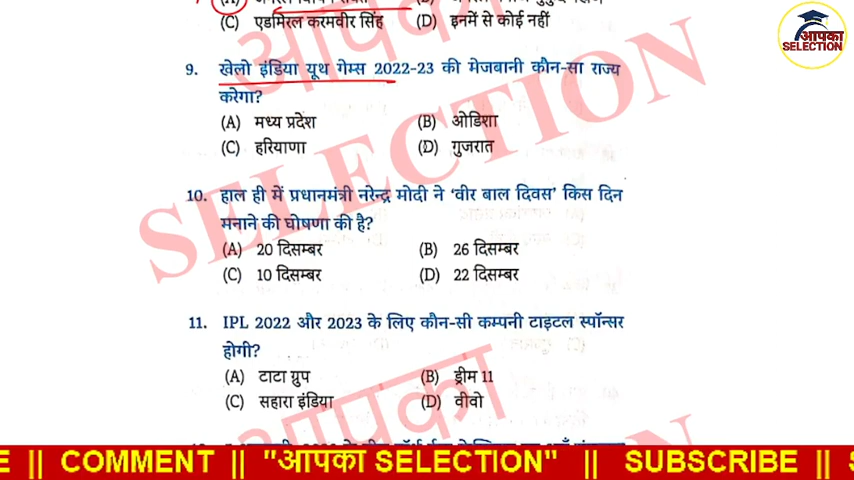 (C) एडमिरल करमवीर सिंह (D) इनमें से कोई नहीं
आपका
SELECTION
9. खेलो इंडिया यूथ गेम्स 2022-23 की मेजबानी कौन-सा राज्य
करेगा?
(A) मध्य प्रदेश (B) ओडिशा
(C) हरियाणा (D) गुजरात
10. हाल ही में प्रधानमंत्री नरेन्द्र मोदी ने ‘वीर बाल दिवस’ किस दिन
मनाने की घोषणा की है?
(A) 20 दिसम्बर (B) 26 दिसम्बर
(C) 10 दिसम्बर (D) 22 दिसम्बर
11. IPL 2022 और 2023 के लिए कौन-सी कम्पनी टाइटल स्पॉन्सर
होगी?
(A) टाटा ग्रुप (B) ड्रीम 11
(C) सहारा इंडिया (D) वीवो
आपका
SELECTION
आपका
E || COMMENT || "आपका SELECTION" || SUBSCRIBE || S